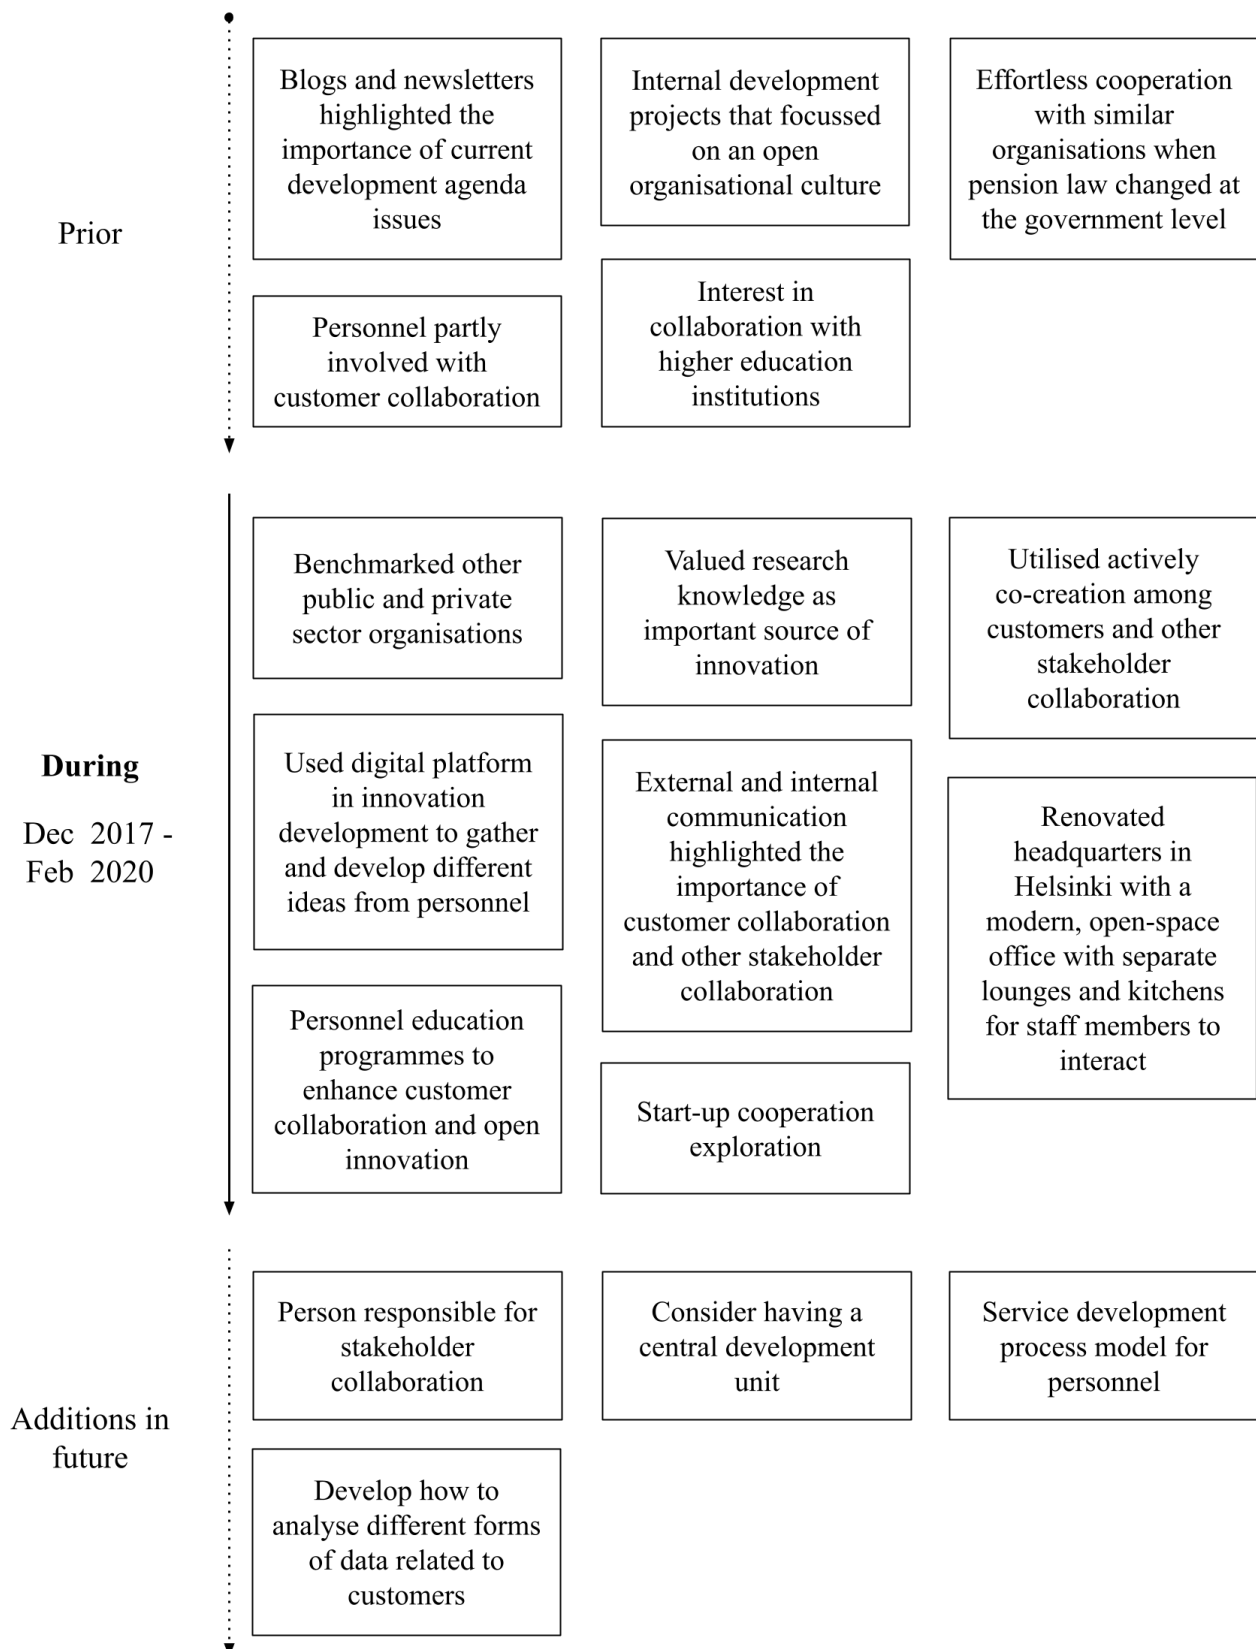 Prior
Blogs and newsletters
highlighted the
importance of current
development agenda
issues
Internal development
projects that focussed
on an open
organisational culture
Effortless cooperation
with similar
organisations when
pension law changed at
the government level
Personnel partly
involved with
customer collaboration
Interest in
collaboration with
higher education
institutions
During
Dec 2017 -
Feb 2020
Benchmarked other
public and private
sector organisations
Valued research
knowledge as
important source of
innovation
Utilised actively
co-creation among
customers and other
stakeholder
collaboration
Used digital platform
in innovation
development to gather
and develop different
ideas from personnel
External and internal
communication
highlighted the
importance of
customer collaboration
and other stakeholder
collaboration
Renovated
headquarters in
Helsinki with a
modern, open-space
office with separate
lounges and kitchens
for staff members to
interact
Personnel education
programmes to
enhance customer
collaboration and open
innovation
Start-up cooperation
exploration
Additions in
future
Person responsible for
stakeholder
collaboration
Consider having a
central development
unit
Service development
process model for
personnel
Develop how to
analyse different forms
of data related to
customers